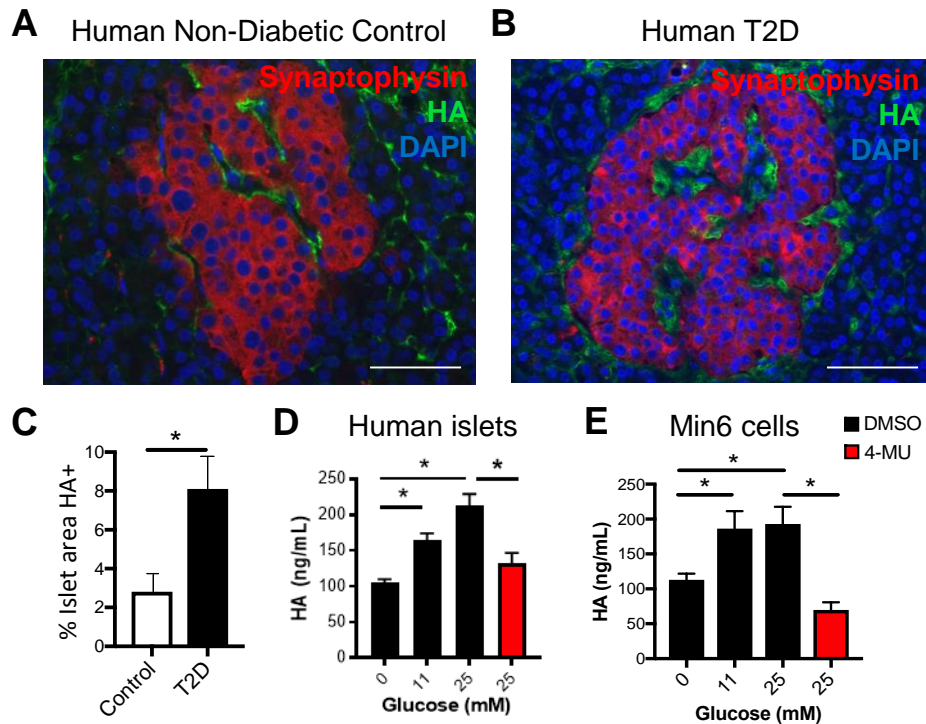 A Human Non-Diabetic Control
Synaptophysin
HA
DAPI
B Human T2D
Synaptophysin
HA
DAPI
C
% Islet area HA+
10
8
6
4
2
0
*
Control
T2D
D Human islets
HA (ng/mL)
250
200
150
100
50
0
*
*
*
0 11 25 25
Glucose (mM)
E Min6 cells
DMSO
4-MU
HA (ng/mL)
250
200
150
100
50
0
*
*
*
0 11 25 25
Glucose (mM)